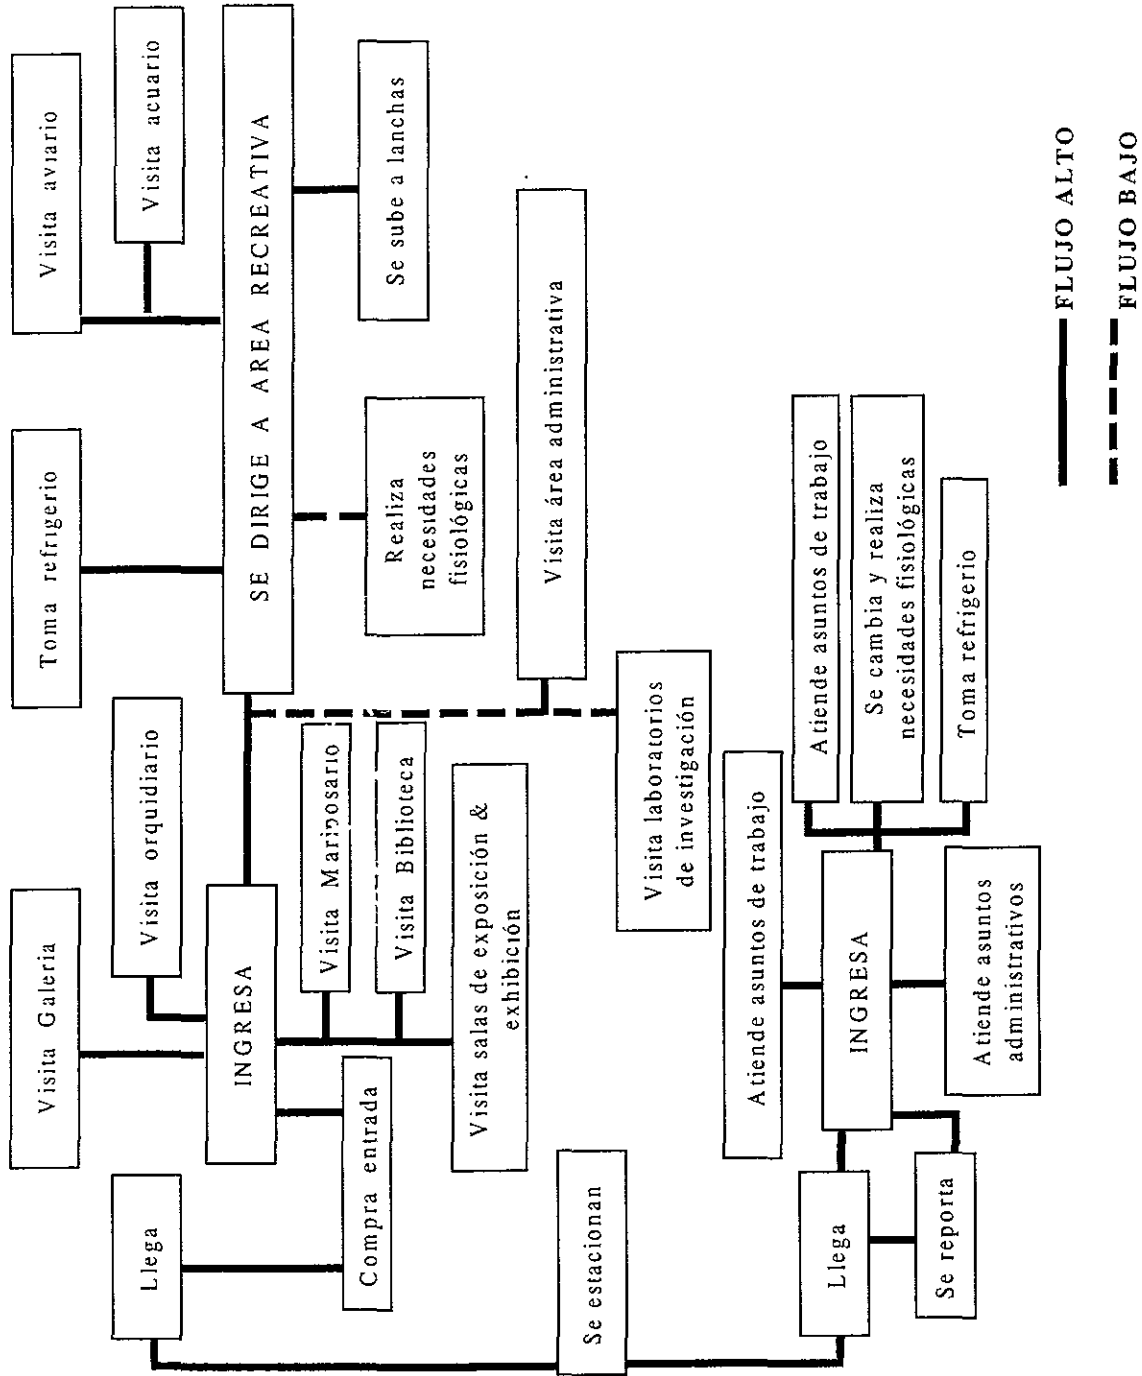 Visita Galeria
Toma refrigerio
Visita aviario
Llega
Visita orquidiario
Visita acuario
INGRESA
SE DIRIGE A AREA RECREATIVA
Compra entrada
Visita Mariposario
Visita Biblioteca
Realiza
necesidades
fisiológicas
Se sube a lanchas
Visita salas de exposición &
exhibición
Visita área administrativa
Se estacionan
Visita laboratorios
de investigación
Atiende asuntos de trabajo
Atiende asuntos de trabajo
Llega
INGRESA
Se cambia y realiza
necesidades fisiológicas
Se reporta
Atiende asuntos
administrativos
Toma refrigerio
FLUJO ALTO
FLUJO BAJO